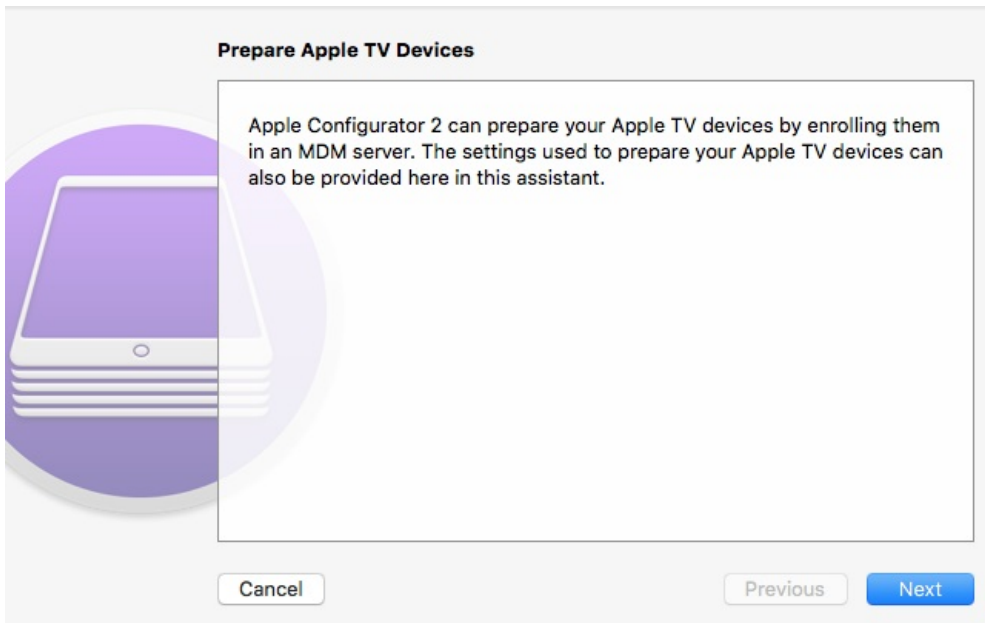 Prepare Apple TV Devices
Apple Configurator 2 can prepare your Apple TV devices by enrolling them
in an MDM server. The settings used to prepare your Apple TV devices can
also be provided here in this assistant.
Cancel
Previous
Next